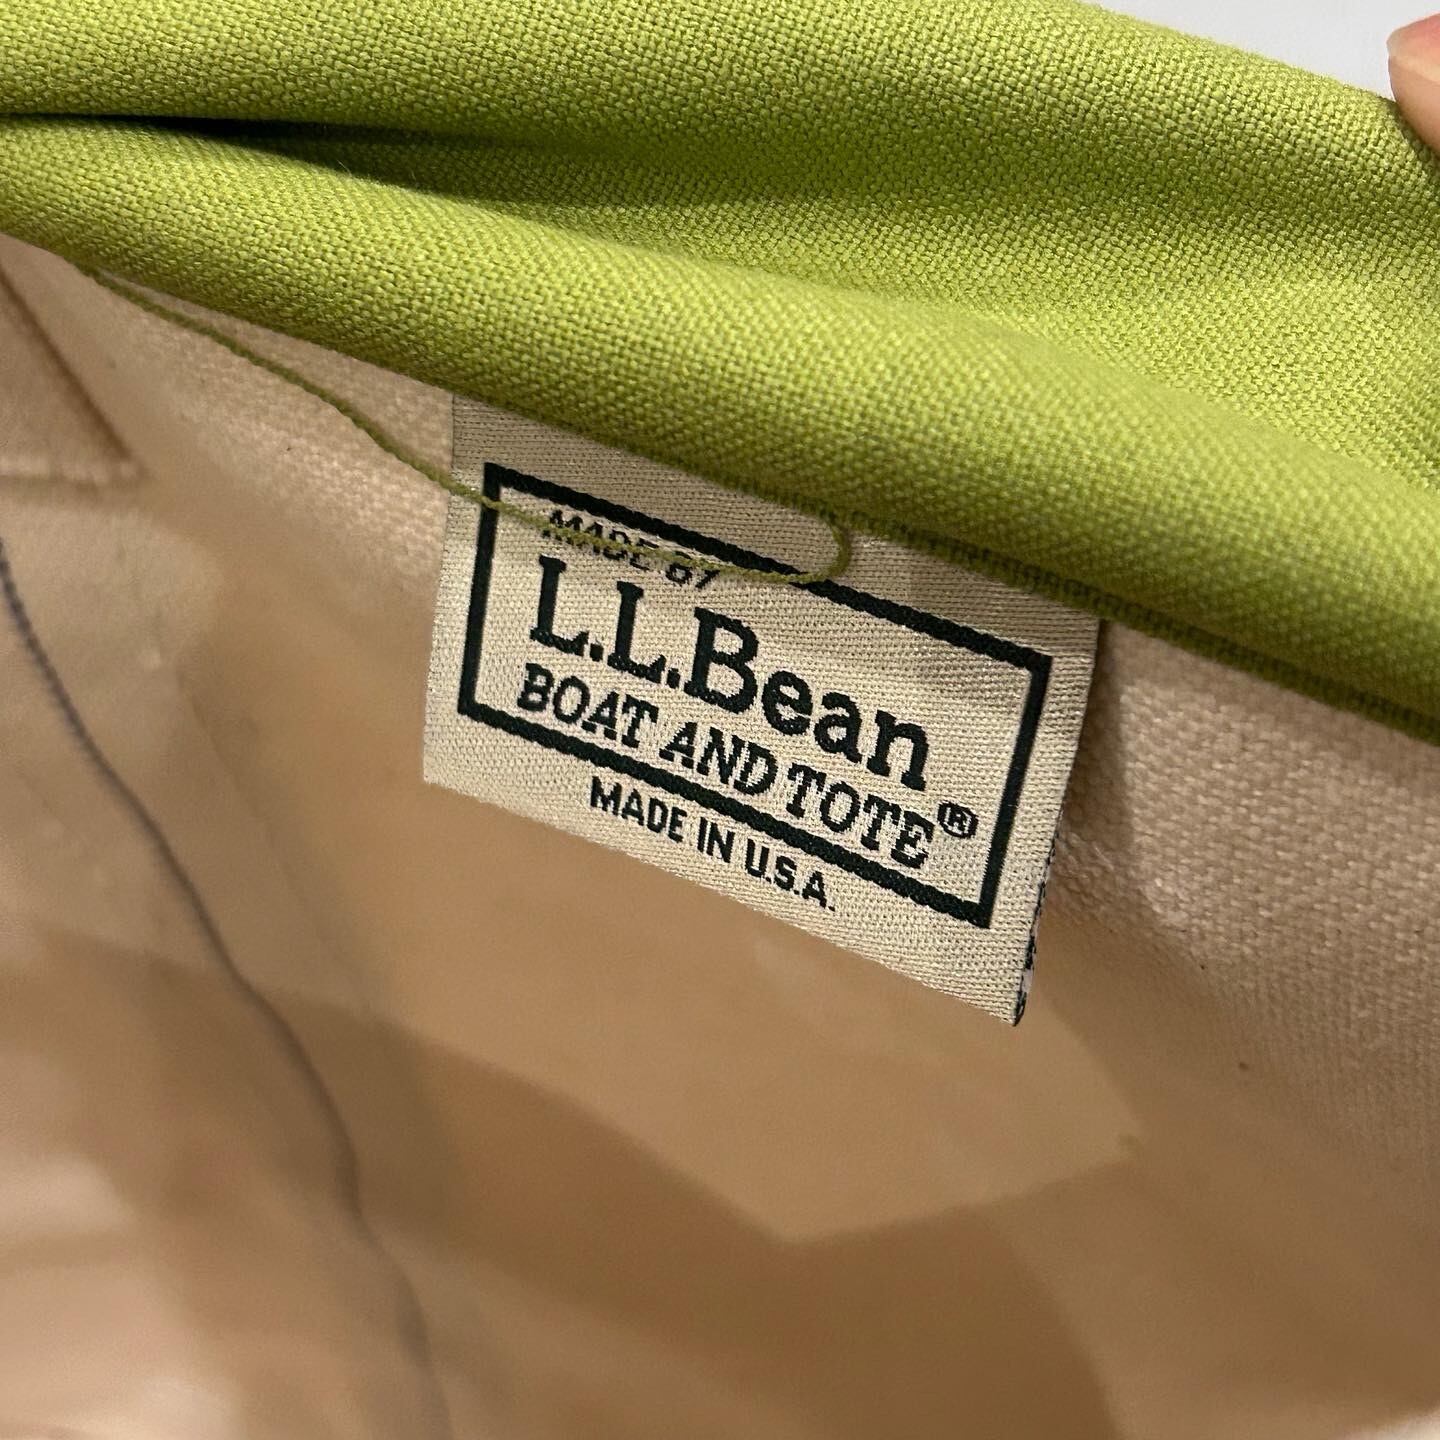 MADE BY
L.L.Bean
BOAT AND TOTE®
MADE IN U.S.A.